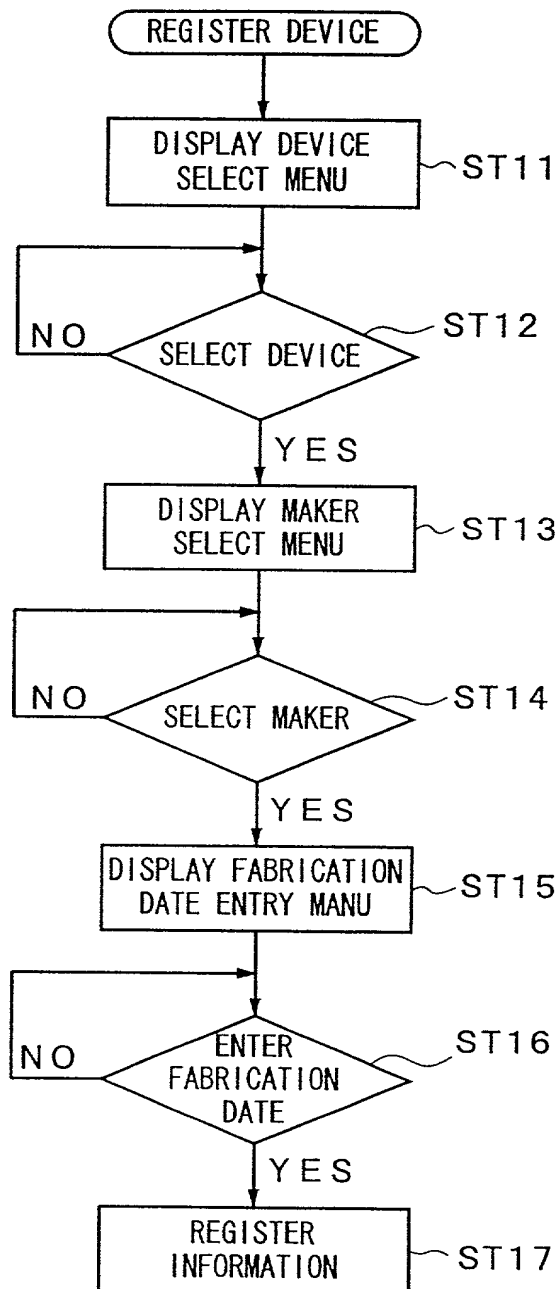 REGISTER DEVICE
DISPLAY DEVICE
SELECT MENU
ST11
NO
SELECT DEVICE
ST12
YES
DISPLAY MAKER
SELECT MENU
ST13
NO
SELECT MAKER
ST14
YES
DISPLAY FABRICATION
DATE ENTRY MANU
ST15
NO
ENTER
FABRICATION
DATE
ST16
YES
REGISTER
INFORMATION
ST17